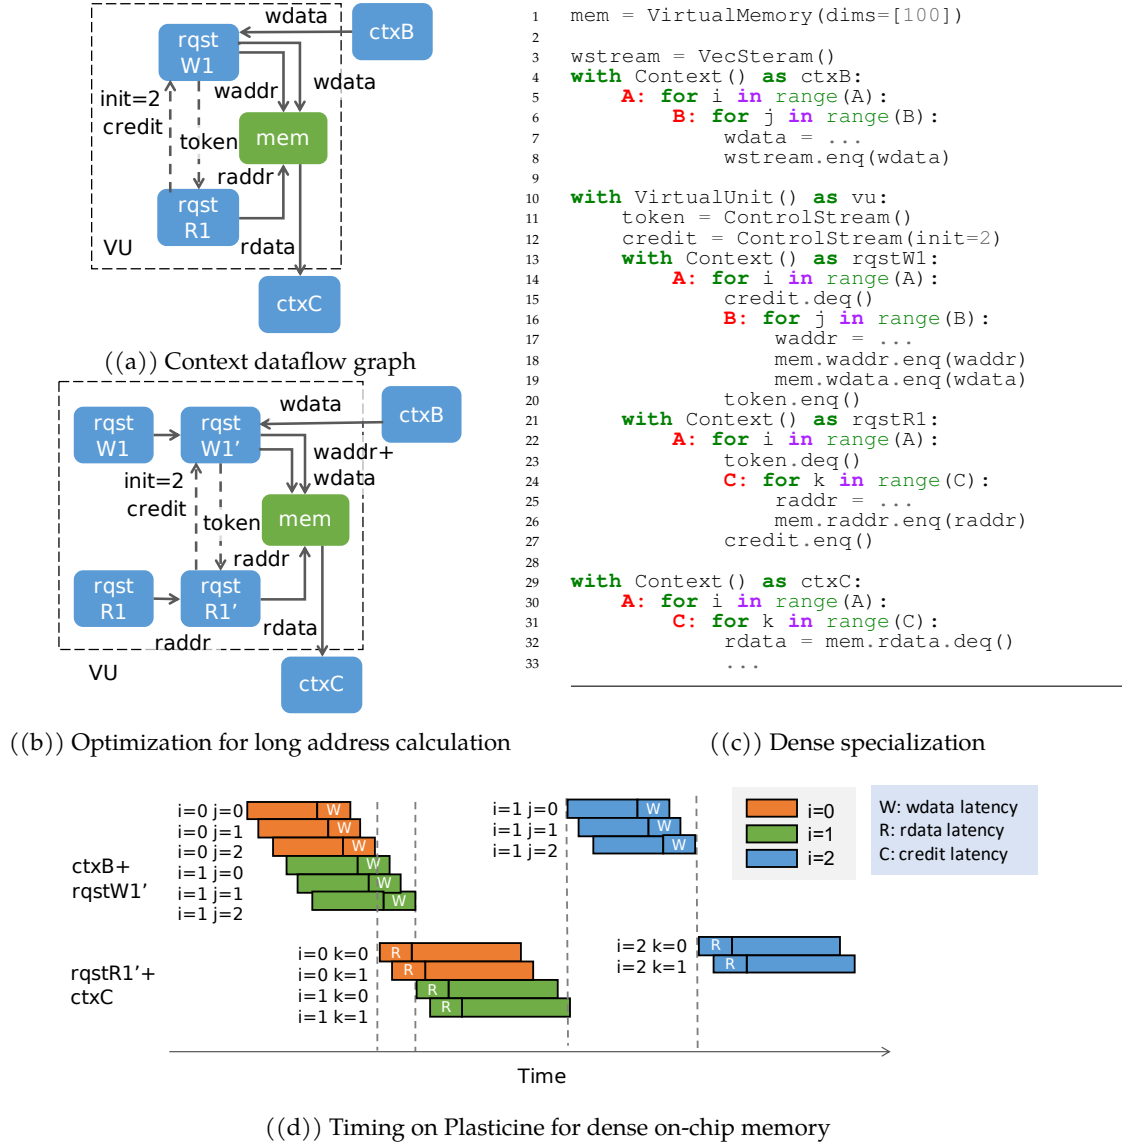 wdata
ctxB
rqst
W1
wdata
waddr
init=2
credit
token
mem
raddr
rqst
R1
VU
rdata
ctxC
((a)) Context dataflow graph
wdata
ctxB
rqst
W1
rqst
W1'
waddr+
wdata
init=2
credit
token
mem
raddr
rqst
R1
rqst
R1'
raddr
rdata
VU
ctxC
((b)) Optimization for long address calculation
1 mem = VirtualMemory(dims=[100])
2
3 wstream = VecSteram()
4 with Context() as ctxB:
5 A: for i in range(A):
6 B: for j in range(B):
7 wdata = ...
8 wstream.enq(wdata)
9
10 with VirtualUnit() as vu:
11 token = ControlStream()
12 credit = ControlStream(init=2)
13 with Context() as rqstW1:
14 A: for i in range(A):
15 credit.deq()
16 B: for j in range(B):
17 waddr = ...
18 mem.waddr.enq(waddr)
19 mem.wdata.enq(wdata)
20 token.enq()
21 with Context() as rqstR1:
22 A: for i in range(A):
23 token.deq()
24 C: for k in range(C):
25 raddr = ...
26 mem.raddr.enq(raddr)
27 credit.enq()
28
29 with Context() as ctxC:
30 A: for i in range(A):
31 C: for k in range(C):
32 rdata = mem.rdata.deq()
33 ...
((c)) Dense specialization
ctxB+
rqstW1'
i=0 j=0 W
i=0 j=1 W
i=0 j=2 W
i=1 j=0 W
i=1 j=1 W
i=1 j=2 W
i=1 j=0 W
i=1 j=1 W
i=1 j=2 W
i=0
i=1
i=2
W: wdata latency
R: rdata latency
C: credit latency
rqstR1'+
ctxC
i=0 k=0 R
i=0 k=1 R
i=1 k=0 R
i=1 k=1 R
i=2 k=0 R
i=2 k=1 R
Time
((d)) Timing on Plasticine for dense on-chip memory